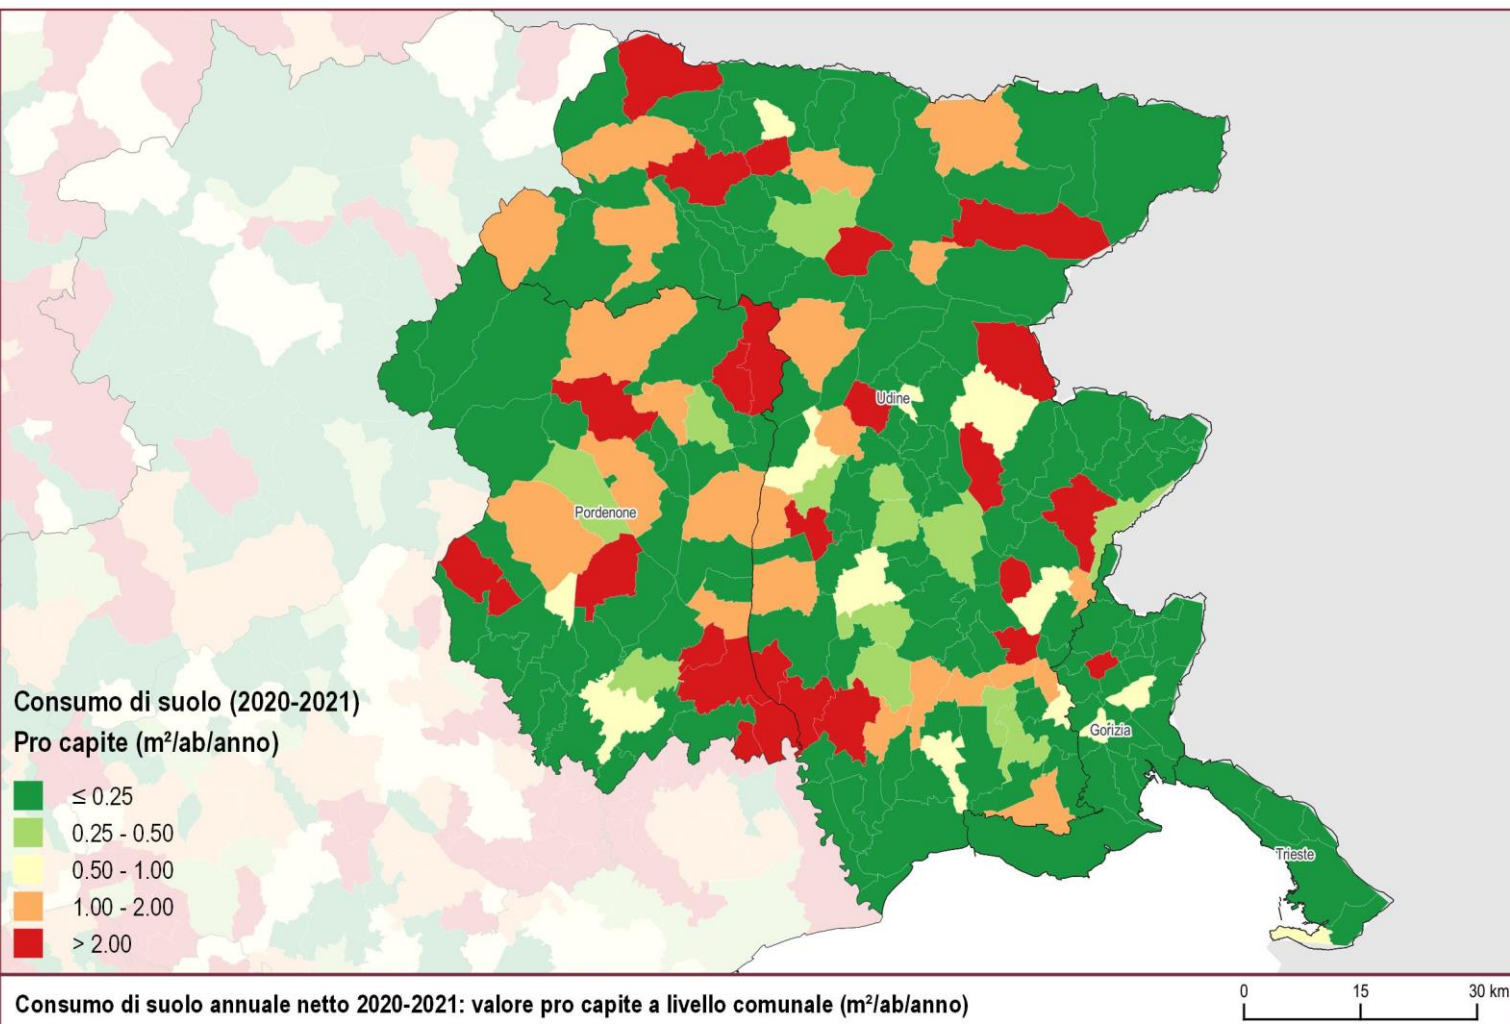 Udine
Pordenone
Gorizia
Trieste
Consumo di suolo (2020-2021)
Pro capite (m²/ab/anno)
≤ 0.25
0.25 - 0.50
0.50 - 1.00
1.00 - 2.00
> 2.00
Consumo di suolo annuale netto 2020-2021: valore pro capite a livello comunale (m²/ab/anno)
0 15 30 km